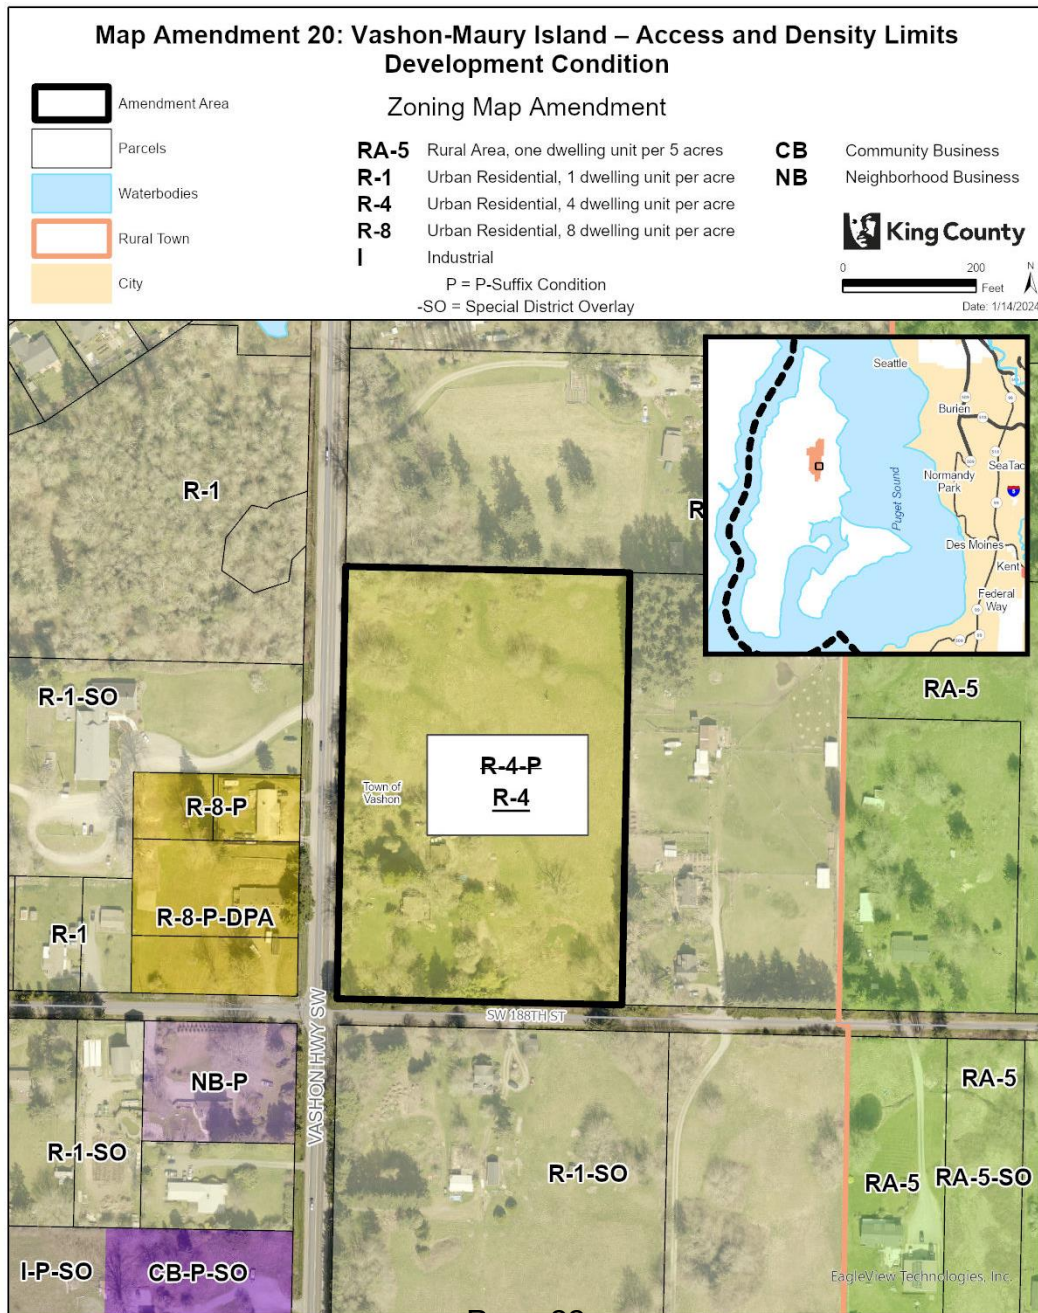 Map Amendment 20: Vashon-Maury Island – Access and Density Limits
Development Condition
Zoning Map Amendment
Amendment Area
Parcels
Waterbodies
Rural Town
City
RA-5 Rural Area, one dwelling unit per 5 acres
R-1 Urban Residential, 1 dwelling unit per acre
R-4 Urban Residential, 4 dwelling unit per acre
R-8 Urban Residential, 8 dwelling unit per acre
I Industrial
P = P-Suffix Condition
-SO = Special District Overlay
CB Community Business
NB Neighborhood Business
King County
0 200
Feet
N
Date: 1/14/2024
Seattle
Burien
Normandy
Park
SeaTac
Puget Sound
Des Moines
Kent
Federal
Way
R-1
R
R-1-SO
RA-5
R-4-P
R-4
Town of
Vashon
R-8-P
R-8-P-DPA
R-1
VASHON HWY SW
SW 188TH ST
NB-P
R-1-SO
R-1-SO
RA-5
RA-5
RA-5-SO
I-P-SO
CB-P-SO
EagleView Technologies, Inc.